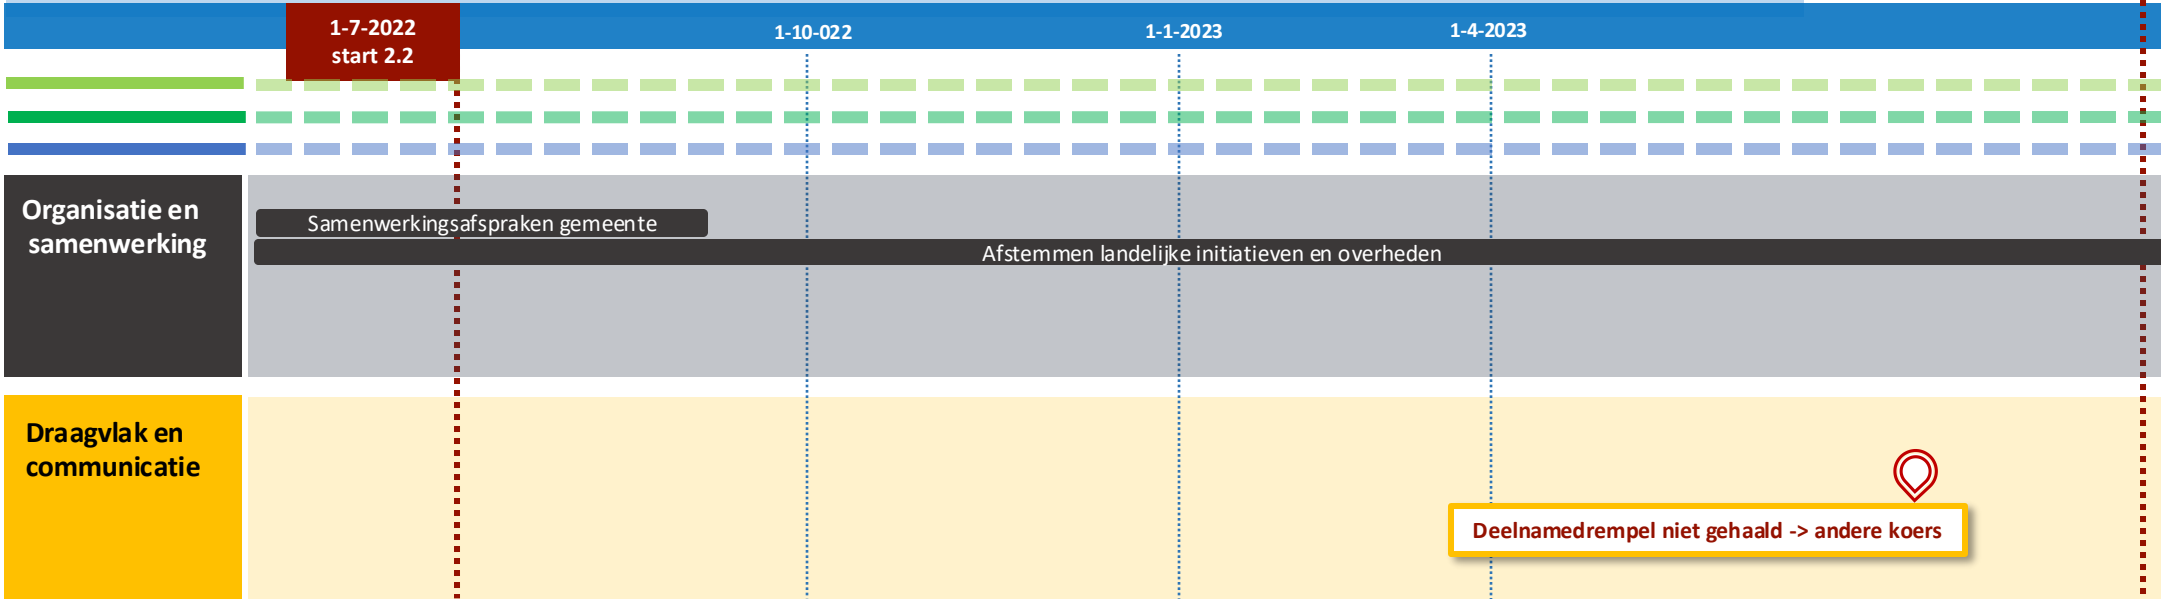 1-7-2022
start 2.2
1-10-022
1-1-2023
1-4-2023
Organisatie en
samenwerking
Samenwerkingsafspraken gemeente
Afstemmen landelijke initiatieven en overheden
Draagvlak en
communicatie
Deelnamedrempel niet gehaald -> andere koers